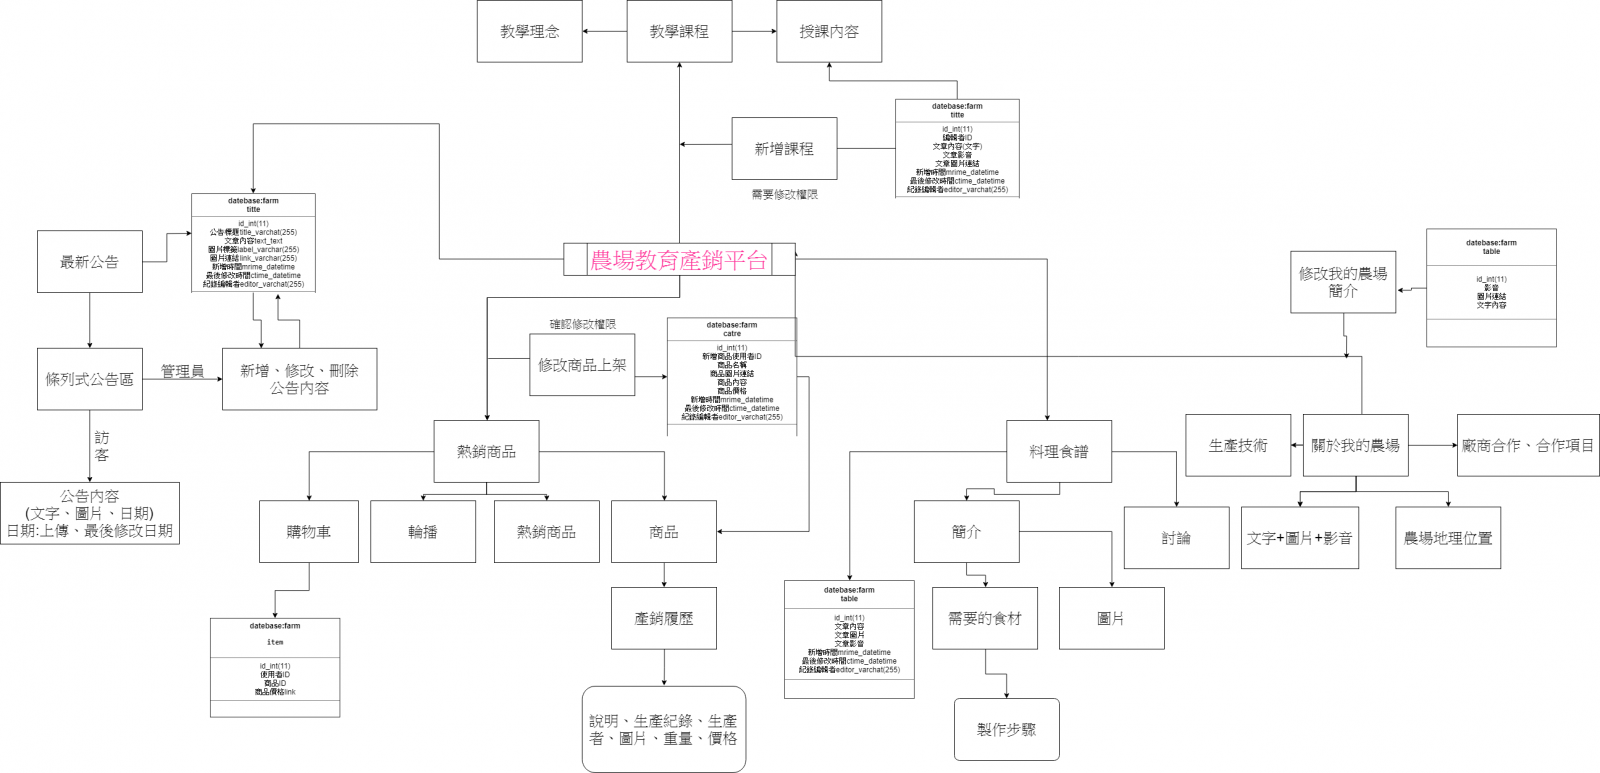 教學理念
教學課程
授課內容
datebase:farm
titte
id_int(11)
編輯者ID
文章內容(文字)
文章影音
文章圖片連結
新增時間mrime_datetime
最後修改時間ctime_datetime
紀錄編輯者editor_varchat(255)
新增課程
需要修改權限
datebase:farm
titte
id_int(11)
公告標題title_varchar(255)
文章內容text_text
圖片標籤label_varchar(255)
圖片連結link_varchar(255)
新增時間mrime_datetime
最後修改時間ctime_datetime
紀錄編輯者editor_varchat(255)
最新公告
農場教育產銷平台
修改我的農場
簡介
datebase:farm
table
id_int(11)
影音
圖片連結
文字內容
條列式公告區
管理員
新增、修改、刪除
公告內容
確認修改權限
修改商品上架
datebase:farm
catre
id_int(11)
新增商品使用者ID
商品名稱
商品圖片連結
商品內容
商品價格
新增時間mrime_datetime
最後修改時間ctime_datetime
紀錄編輯者editor_varchat(255)
訪
客
公告內容
(文字、圖片、日期)
日期:上傳、最後修改日期
熱銷商品
料理食譜
生產技術
關於我的農場
廠商合作、合作項目
購物車
輪播
熱銷商品
商品
簡介
討論
文字+圖片+影音
農場地理位置
datebase:farm
item
id_int(11)
使用者ID
商品ID
商品價格link
產銷履歷
datebase:farm
table
id_int(11)
文章內容
文章圖片
文章影音
新增時間mrime_datetime
最後修改時間ctime_datetime
紀錄編輯者editor_varchat(255)
需要的食材
圖片
說明、生產紀錄、生產
者、圖片、重量、價格
製作步驟